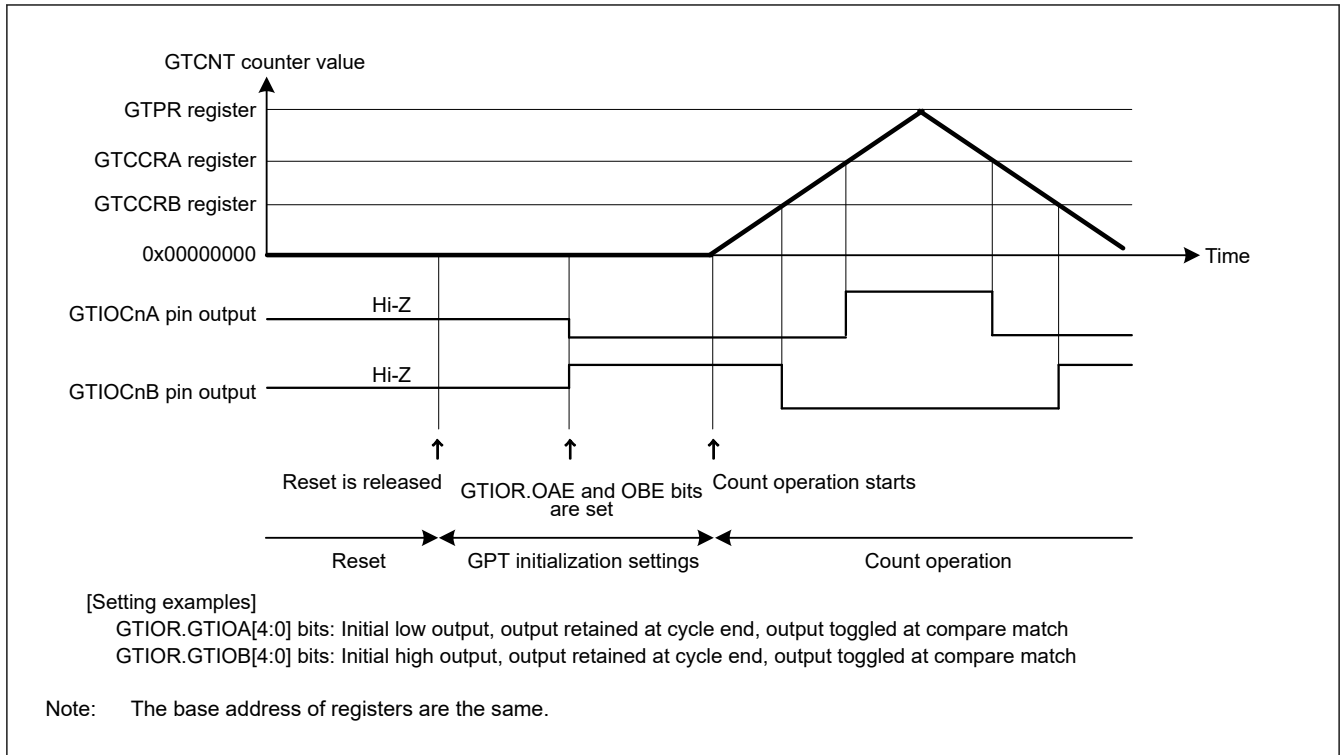 GTCNT counter value
GTPR register
GTCCRA register
GTCCRB register
0x00000000
Time
Hi-Z
GTIOCnA pin output
Hi-Z
GTIOCnB pin output
Reset is released
GTIOR.OAE and OBE bits
are set
Count operation starts
Reset
GPT initialization settings
Count operation
[Setting examples]
GTIOR.GTIOA[4:0] bits: Initial low output, output retained at cycle end, output toggled at compare match
GTIOR.GTIOB[4:0] bits: Initial high output, output retained at cycle end, output toggled at compare match
Note: The base address of registers are the same.